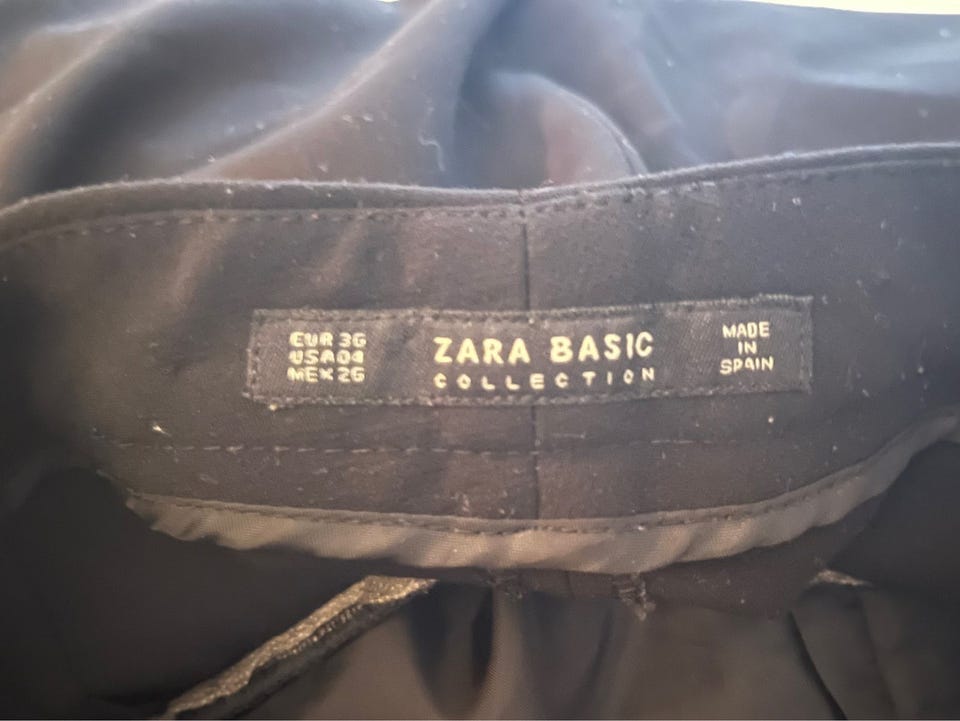 EUR 36
USA 04
MEX 26
ZARA BASIC
COLLECTION
MADE
IN
SPAIN